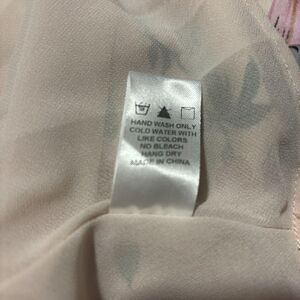 HAND WASH ONLY
COLD WATER WITH
LIKE COLORS
NO BLEACH
HANG DRY
MADE IN CHINA